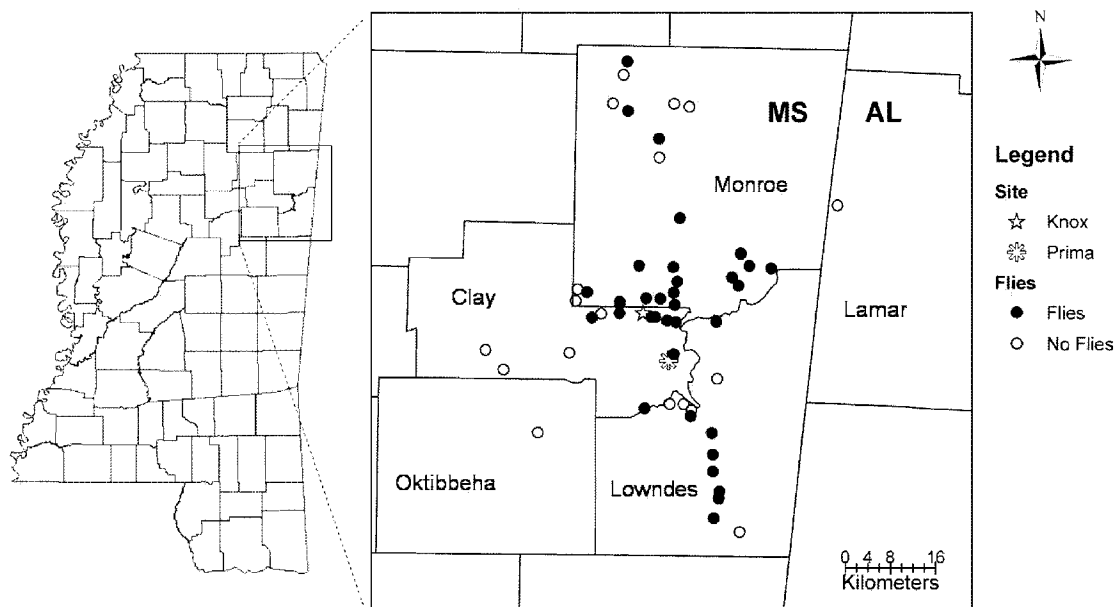 N
MS
AL
Legend
Site
Knox
Prima
Flies
Flies
No Flies
Monroe
Clay
Lamar
Oktibbeha
Lowndes
0 4 8 16
Kilometers